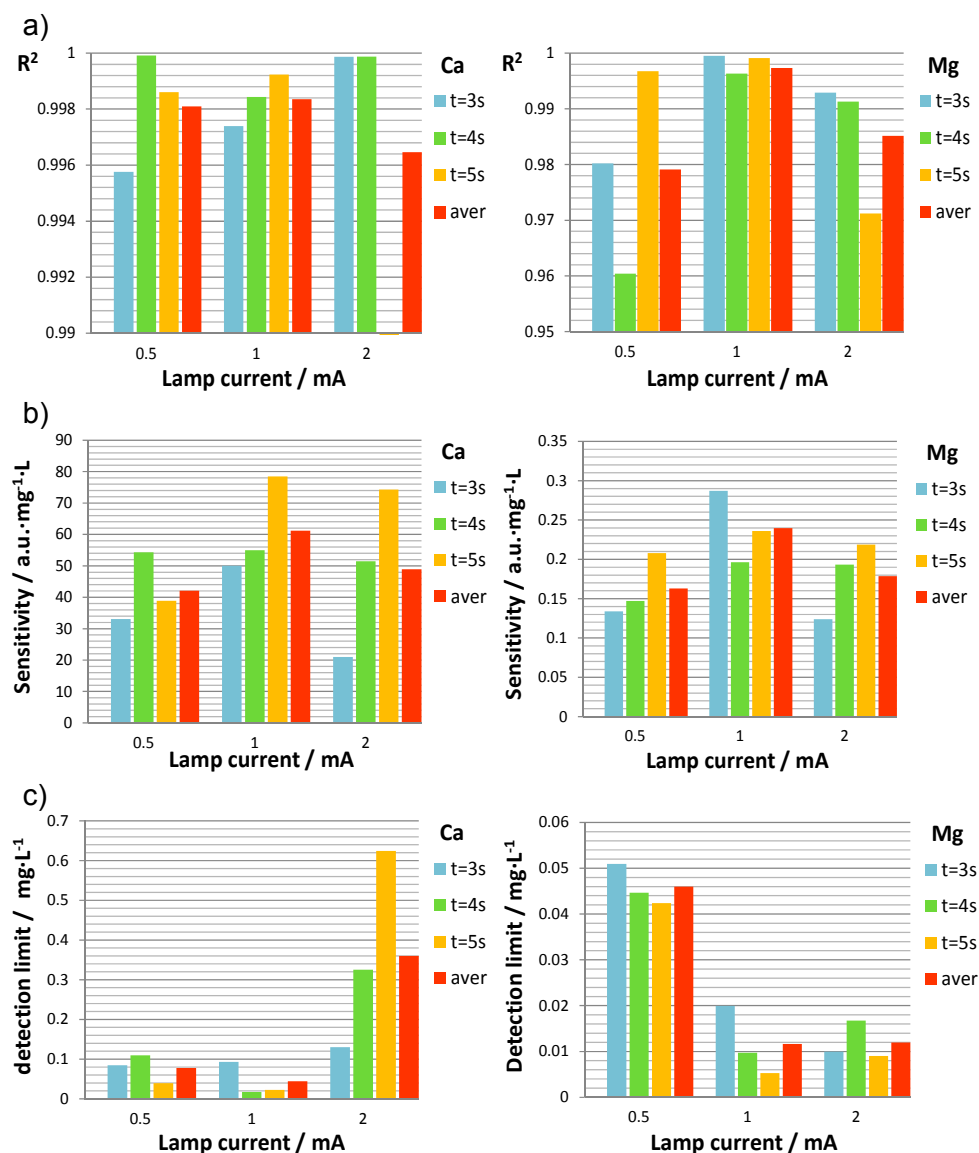 a)
R²
Ca
1
0.998
0.996
0.994
0.992
0.99
t=3s
t=4s
t=5s
aver
0.5 1 2
Lamp current / mA
R²
Mg
1
0.99
0.98
0.97
0.96
0.95
t=3s
t=4s
t=5s
aver
0.5 1 2
Lamp current / mA
b)
Sensitivity / a.u.·mg⁻¹·L
Ca
90
80
70
60
50
40
30
20
10
0
t=3s
t=4s
t=5s
aver
0.5 1 2
Lamp current / mA
Sensitivity / a.u.·mg⁻¹·L
Mg
0.35
0.3
0.25
0.2
0.15
0.1
0.05
0
t=3s
t=4s
t=5s
aver
0.5 1 2
Lamp current / mA
c)
detection limit / mg·L⁻¹
Ca
0.7
0.6
0.5
0.4
0.3
0.2
0.1
0
t=3s
t=4s
t=5s
aver
0.5 1 2
Lamp current / mA
Detection limit / mg·L⁻¹
Mg
0.06
0.05
0.04
0.03
0.02
0.01
0
t=3s
t=4s
t=5s
aver
0.5 1 2
Lamp current / mA